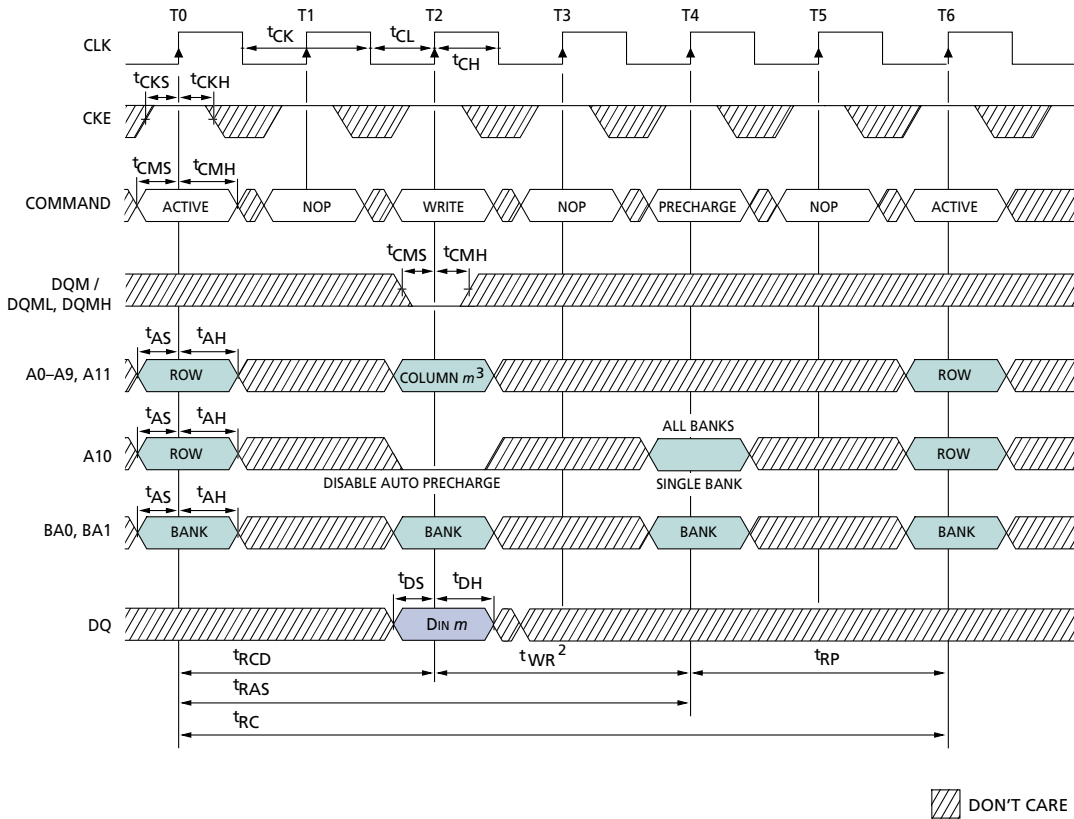 T0 T1 T2 T3 T4 T5 T6
CLK
tCK tCL tCH
tCKS tCKH
CKE
tCMS tCMH
COMMAND ACTIVE NOP WRITE NOP PRECHARGE NOP ACTIVE
tCMS tCMH
DQM /
DQML, DQMH
tAS tAH
A0–A9, A11 ROW COLUMN m3 ROW
tAS tAH
ALL BANKS
A10 ROW ROW
DISABLE AUTO PRECHARGE SINGLE BANK
tAS tAH
BA0, BA1 BANK BANK BANK BANK
tDS tDH
DQ DIN m
tRCD tWR2 tRP
tRAS
tRC
DON'T CARE